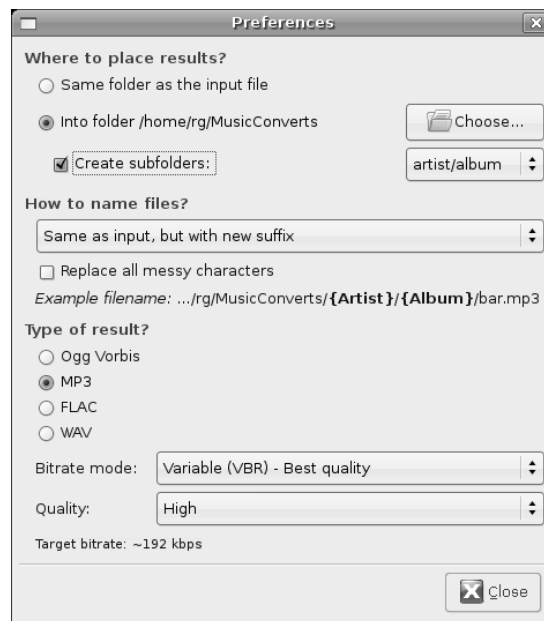 Preferences
Where to place results?
Same folder as the input file
Into folder /home/rg/MusicConverts
Choose...
Create subfolders:
artist/album
How to name files?
Same as input, but with new suffix
Replace all messy characters
Example filename: .../rg/MusicConverts/{Artist}/{Album}/bar.mp3
Type of result?
Ogg Vorbis
MP3
FLAC
WAV
Bitrate mode:
Variable (VBR) - Best quality
Quality:
High
Target bitrate: ~192 kbps
Close